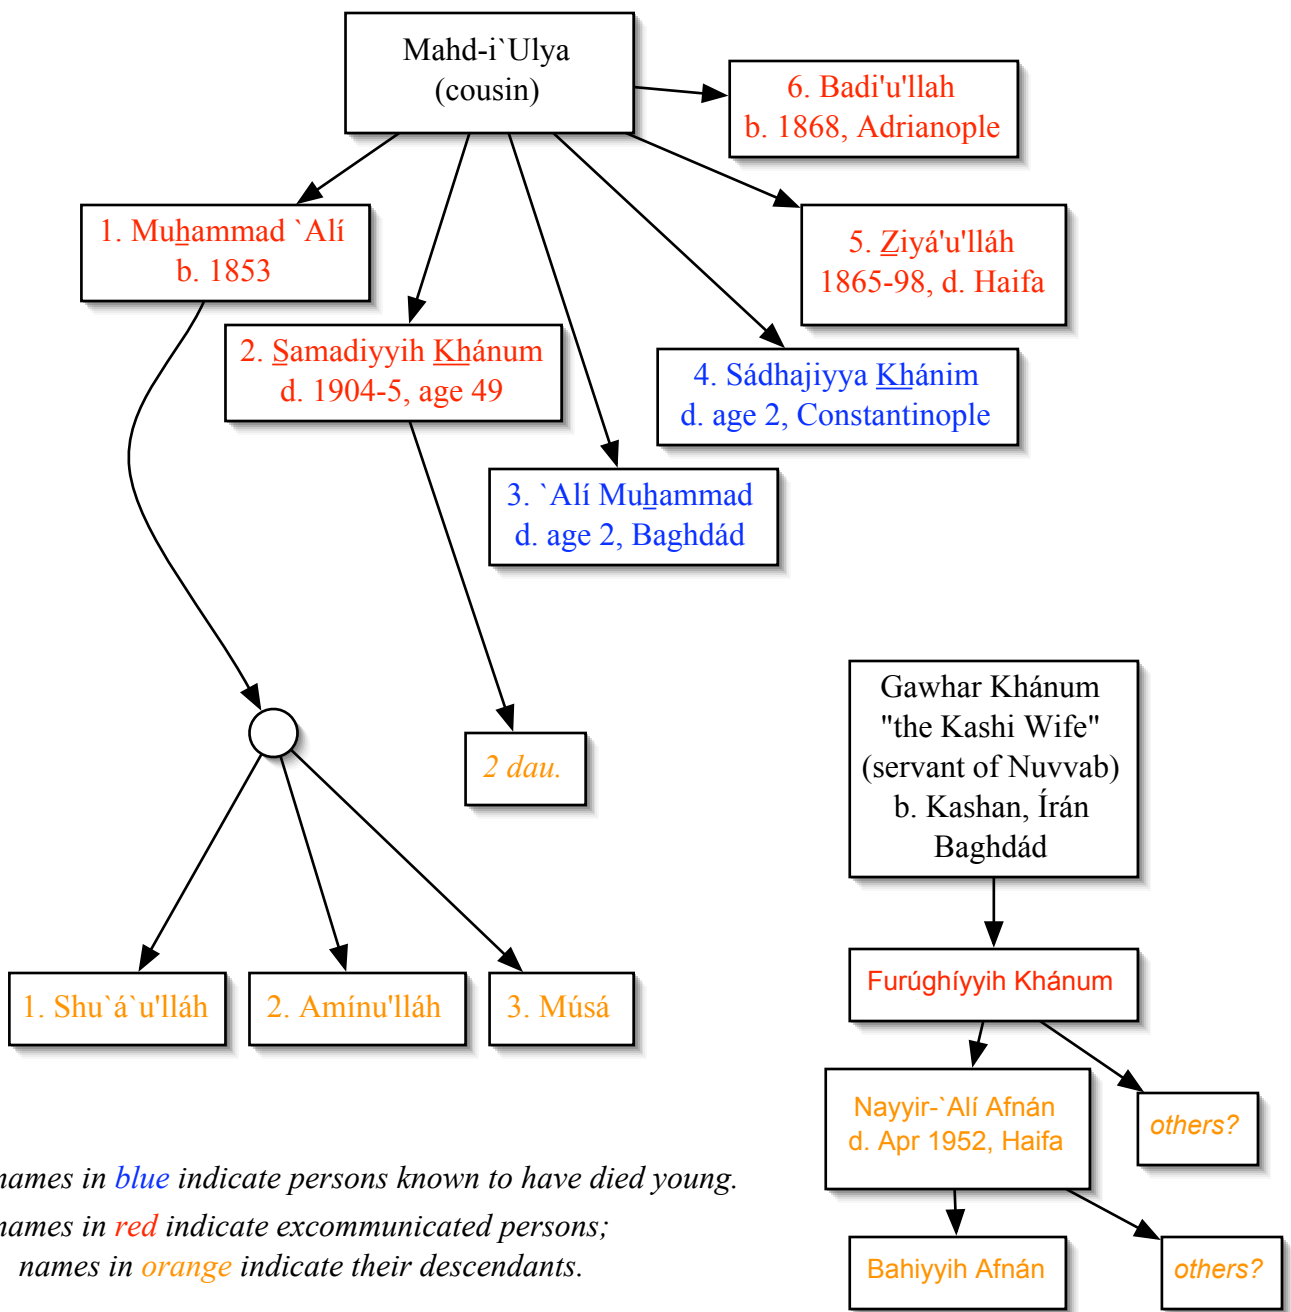 Mahd-i`Ulya
(cousin)
6. Badi'u'llah
b. 1868, Adrianople
1. Muhammad `Alí
b. 1853
5. Ziyá'u'lláh
1865-98, d. Haifa
2. Samadiyyih Khánum
d. 1904-5, age 49
4. Sádhajiyya Khánim
d. age 2, Constantinople
3. `Alí Muhammad
d. age 2, Baghdád
2 dau.
1. Shu`á`u'lláh
2. Amínu'lláh
3. Músá
Gawhar Khánum
"the Kashi Wife"
(servant of Nuvvab)
b. Kashan, Írán
Baghdád
Furúghíyyih Khánum
Nayyir-`Alí Afnán
d. Apr 1952, Haifa
others?
Bahiyyih Afnán
others?
names in blue indicate persons known to have died young.
names in red indicate excommunicated persons;
names in orange indicate their descendants.